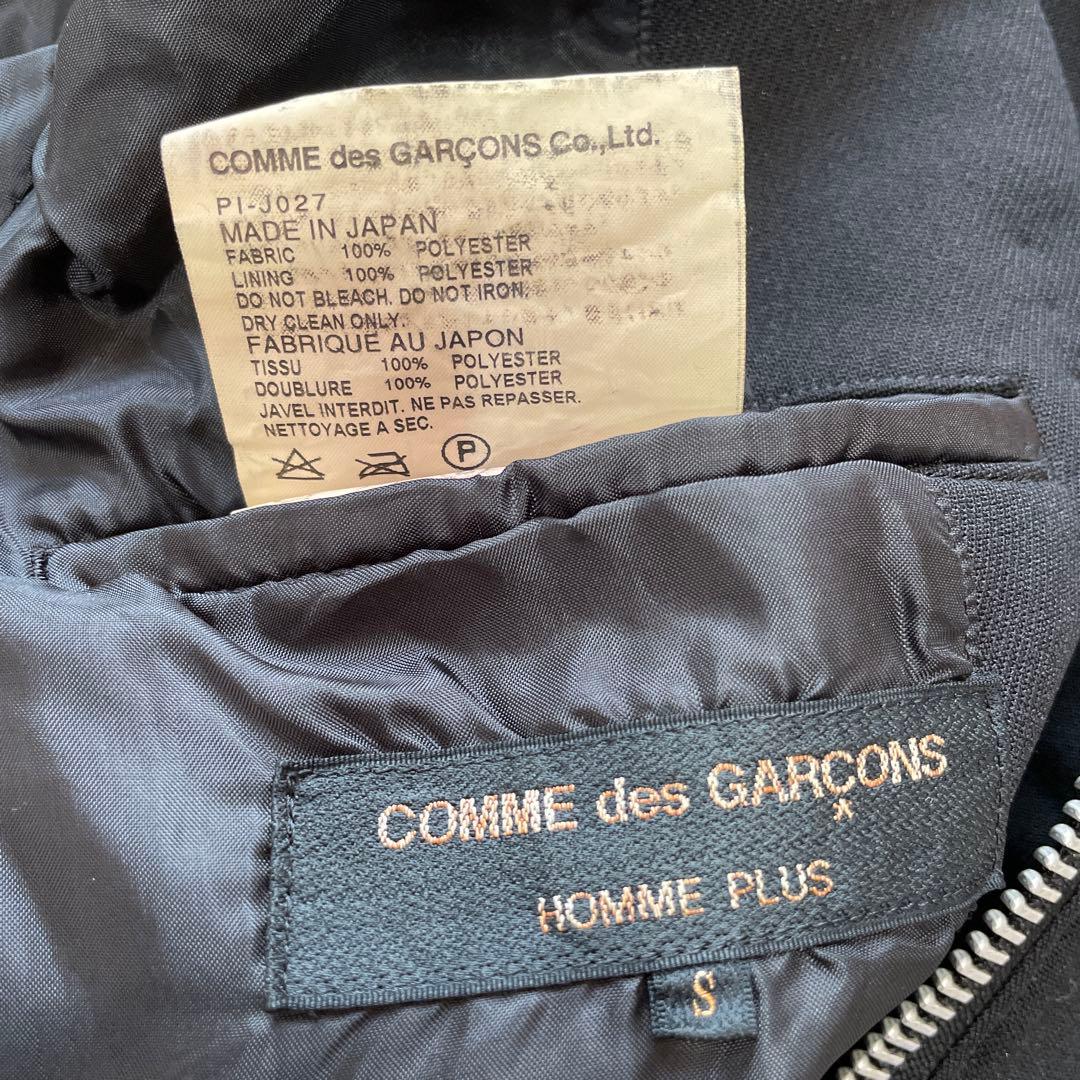 COMME des GARÇONS Co.,Ltd.
PI-J027
MADE IN JAPAN
FABRIC 100% POLYESTER
LINING 100% POLYESTER
DO NOT BLEACH. DO NOT IRON.
DRY CLEAN ONLY.
FABRIQUE AU JAPON
TISSU 100% POLYESTER
DOUBLURE 100% POLYESTER
JAVEL INTERDIT. NE PAS REPASSER.
NETTOYAGE A SEC.
P
COMME des GARÇONS
HOMME PLUS
S